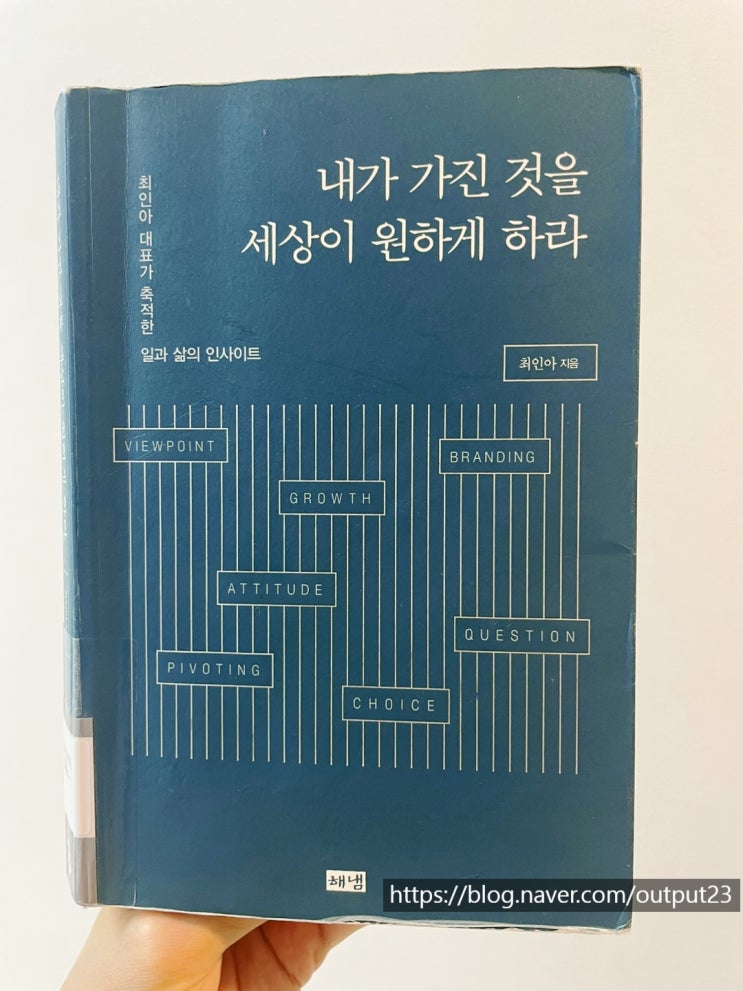 내가 가진 것을
세상이 원하게 하라
최인아 대표가 축적한
일과 삶의 인사이트
최인아 지음
VIEWPOINT
BRANDING
GROWTH
ATTITUDE
QUESTION
PIVOTING
CHOICE
해냄
https://blog.naver.com/output23